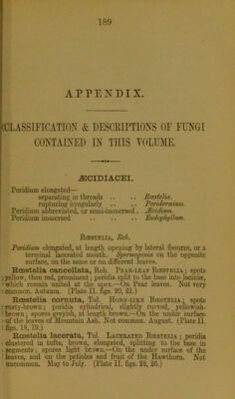 189
APPENDIX.
CLASSIFICATION & DESCRIPTIONS OF FUNGI
CONTAINED IN THIS VOLUME.
ÆCIDIACEI.
Peridium elongated—
separating in threads .. .. Rœstelia.
rupturing irregularly .. .. Peridermium.
Peridium abbreviated, or semi-immersed. Æcidium.
Peridium immersed .. .. Endophyllum.
RŒSTELIA, Reb.
Peridium elongated, at length opening by lateral fissures, or a
terminal lacerated mouth. Spermogonia on the opposite
surface, on the same or on different leaves.
Rœstelia cancellata, Reb. PEAR-LEAF RŒSTELIA; spots
yellow, then red, prominent; peridia split to the base into laciniæ,
which remain united at the apex.—On Pear leaves. Not very
common. Autumn. (Plate II. figs. 20, 21.)
Rœstelia cornuta, Tul. HORN-LIKE RŒSTELIA; spots
rusty-brown; peridia cylindrical, slightly curved, yellowish-
brown; spores greyish, at length brown.—On the under surface
of the leaves of Mountain Ash. Not common. August. (Plate II.
figs. 18, 19.)
Rœstelia lacerata, Tul. LACERATED RŒSTELIA; peridia
clustered in tufts, brown, elongated, splitting to the base in
segments; spores light brown.—On the under surface of the
leaves, and on the petioles and fruit of the Hawthorn. Not
uncommon. May to July. (Plate II. figs. 22, 26.)